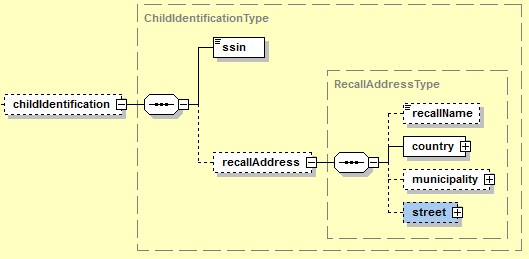 ChildIdentificationType
ssin
RecallAddressType
childIdentification
recallName
country
recallAddress
municipality
street